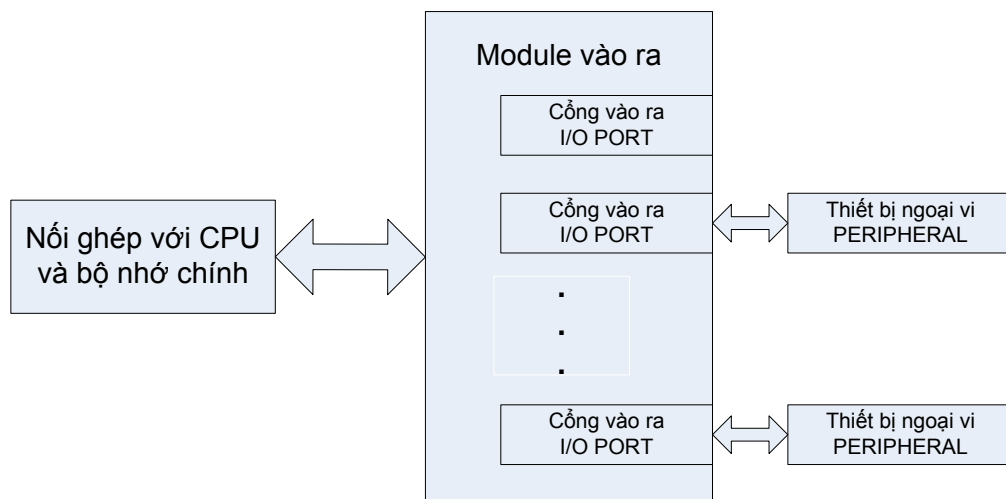 Module vào ra
Cổng vào ra
I/O PORT
Cổng vào ra
I/O PORT
Thiết bị ngoại vi
PERIPHERAL
Nối ghép với CPU
và bộ nhớ chính
.
.
.
Cổng vào ra
I/O PORT
Thiết bị ngoại vi
PERIPHERAL